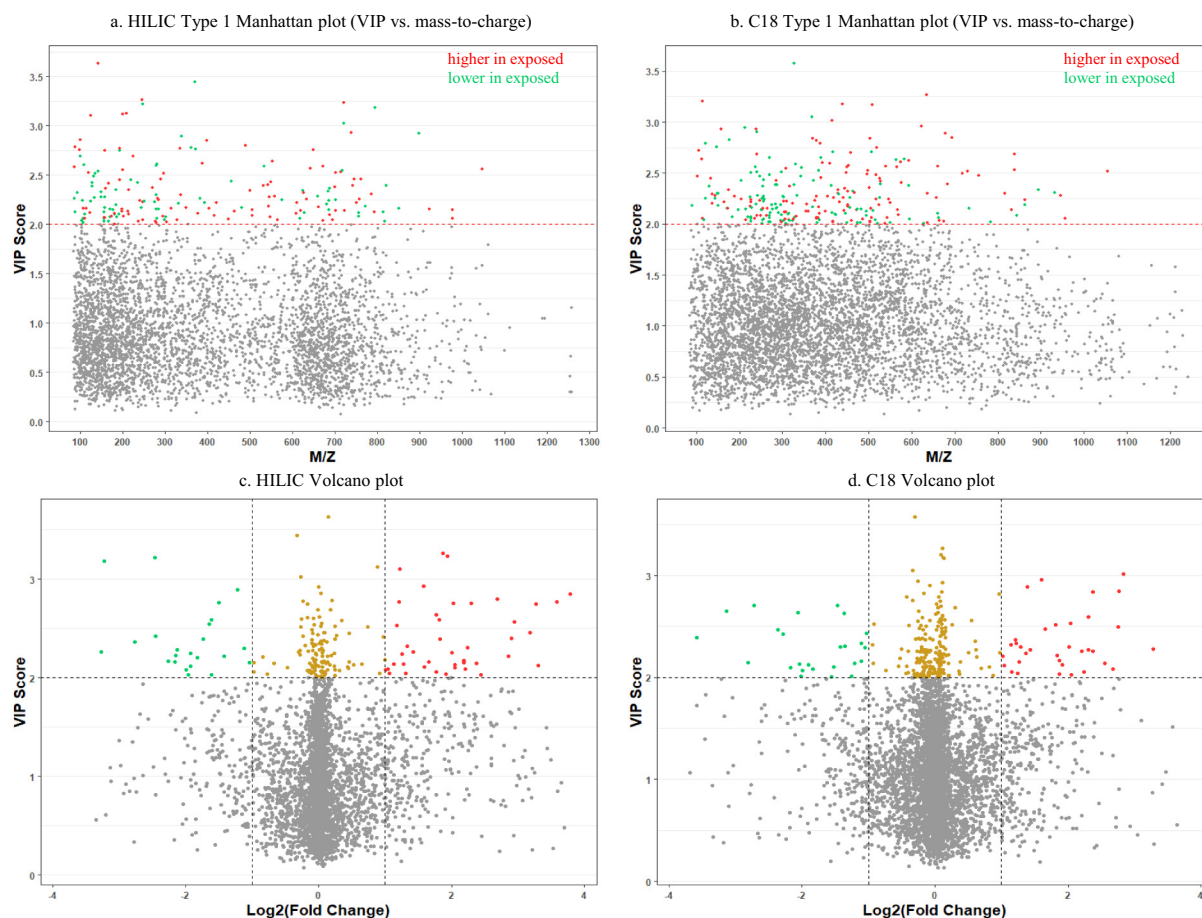 a. HILIC Type 1 Manhattan plot (VIP vs. mass-to-charge)
higher in exposed
lower in exposed
VIP Score
3.5
3.0
2.5
2.0
1.5
1.0
0.5
0.0
100 200 300 400 500 600 700 800 900 1000 1100 1200 1300
M/Z
b. C18 Type 1 Manhattan plot (VIP vs. mass-to-charge)
higher in exposed
lower in exposed
VIP Score
3.5
3.0
2.5
2.0
1.5
1.0
0.5
0.0
100 200 300 400 500 600 700 800 900 1000 1100 1200
M/Z
c. HILIC Volcano plot
VIP Score
3
2
1
0
-4 -2 0 2 4
Log2(Fold Change)
d. C18 Volcano plot
VIP Score
3
2
1
0
-4 -2 0 2 4
Log2(Fold Change)